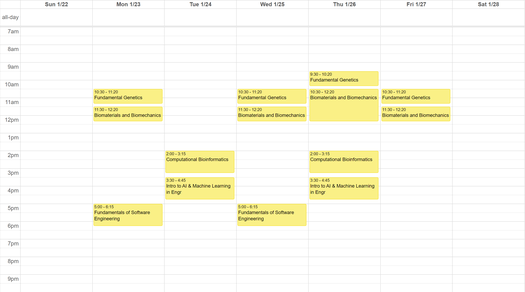 Sun 1/22
Mon 1/23
Tue 1/24
Wed 1/25
Thu 1/26
Fri 1/27
Sat 1/28
all-day
7am
8am
9am
9:30 - 10:20
Fundamental Genetics
10am
10:30 - 11:20
Fundamental Genetics
10:30 - 11:20
Fundamental Genetics
10:30 - 12:20
Biomaterials and Biomechanics
10:30 - 11:20
Fundamental Genetics
11am
11:30 - 12:20
Biomaterials and Biomechanics
11:30 - 12:20
Biomaterials and Biomechanics
11:30 - 12:20
Biomaterials and Biomechanics
12pm
1pm
2pm
2:00 - 3:15
Computational Bioinformatics
2:00 - 3:15
Computational Bioinformatics
3pm
3:30 - 4:45
Intro to AI & Machine Learning
in Engr
3:30 - 4:45
Intro to AI & Machine Learning
in Engr
4pm
5pm
5:00 - 6:15
Fundamentals of Software
Engineering
5:00 - 6:15
Fundamentals of Software
Engineering
6pm
7pm
8pm
9pm